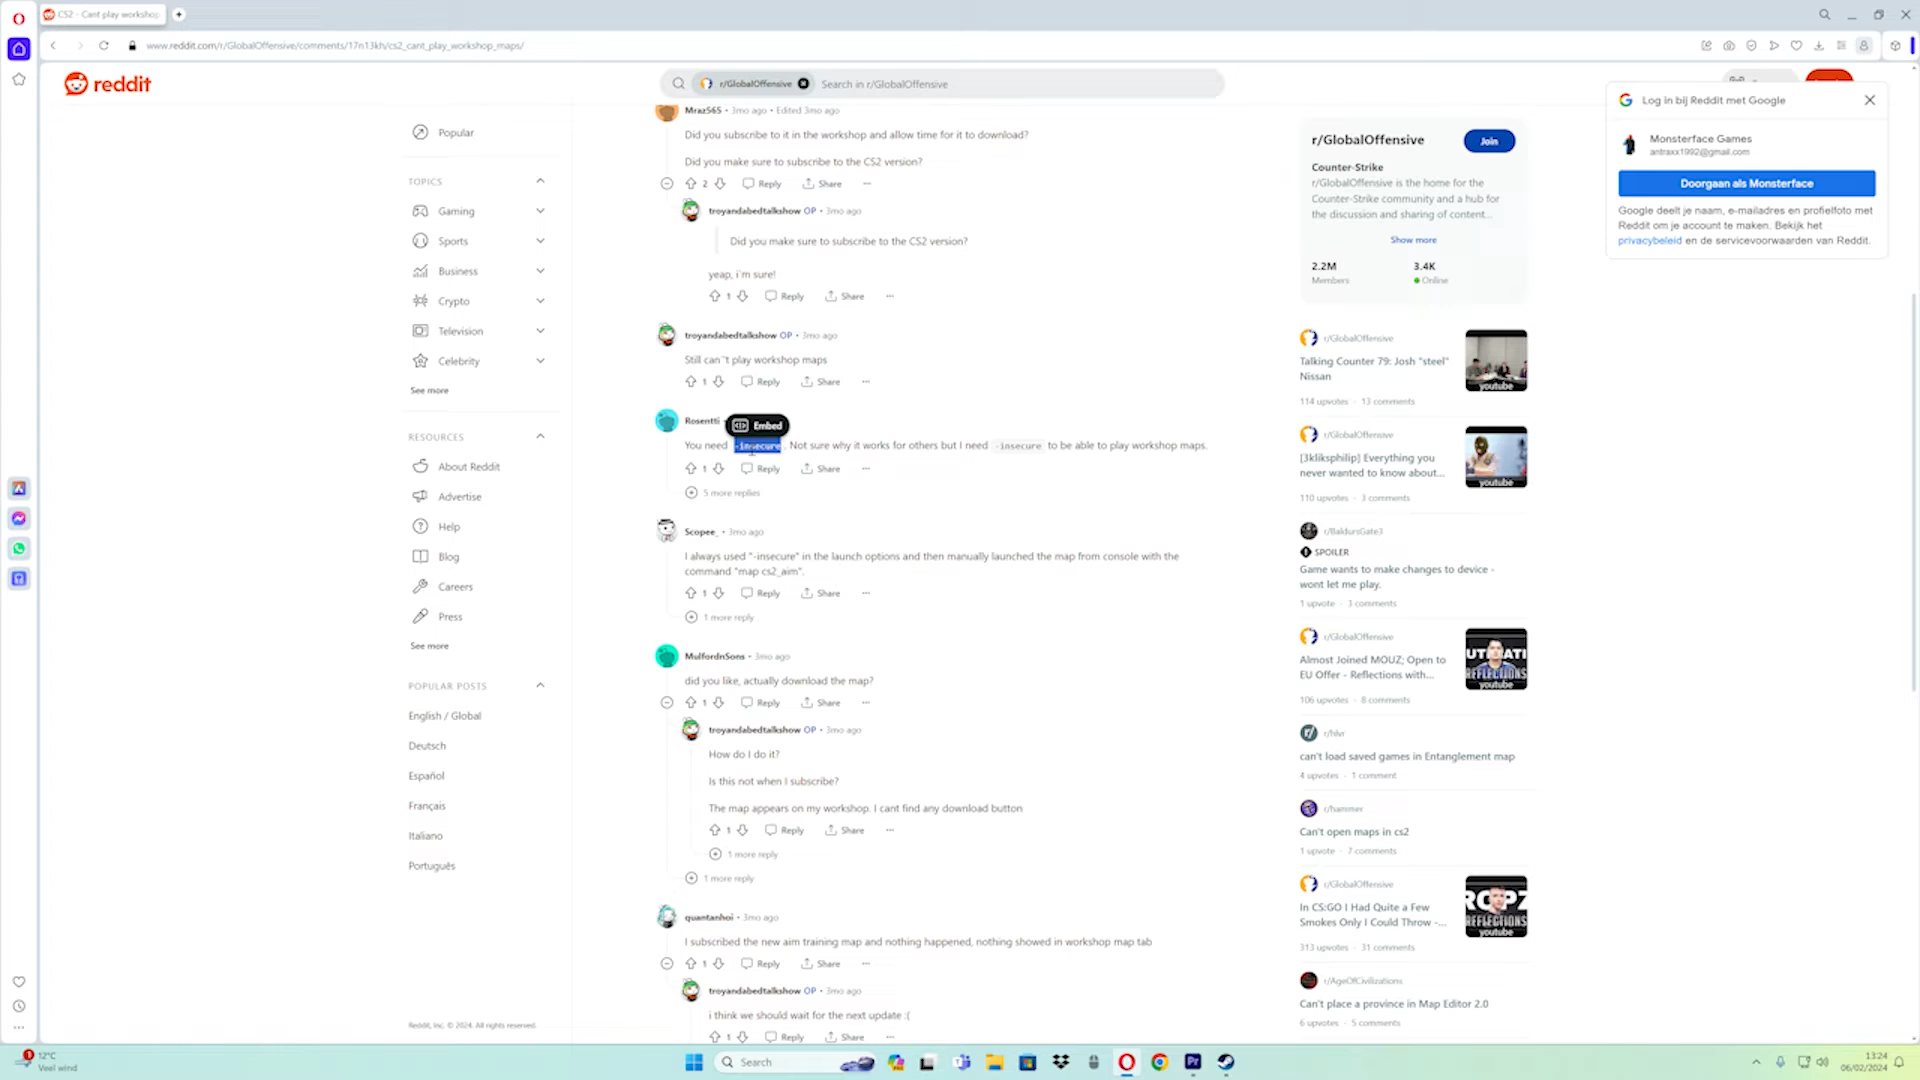 CS2 - Cant play workshop
www.reddit.com/r/GlobalOffensive/comments/17n13kh/cs2_cant_play_workshop_maps/
reddit
r/GlobalOffensive
Search in r/GlobalOffensive
Popular
TOPICS
Gaming
Sports
Business
Crypto
Television
Celebrity
See more
RESOURCES
About Reddit
Advertise
Help
Blog
Careers
Press
See more
POPULAR POSTS
English / Global
Deutsch
Español
Français
Italiano
Português
Reddit, Inc. © 2024. All rights reserved.
Mraz565 • 3mo ago • Edited 3mo ago
Did you subscribe to it in the workshop and allow time for it to download?
Did you make sure to subscribe to the CS2 version?
2 Reply Share ...
troyandabedtalkshow OP • 3mo ago
Did you make sure to subscribe to the CS2 version?
yeap, i'm sure!
1 Reply Share ...
troyandabedtalkshow OP • 3mo ago
Still can''t play workshop maps
1 Reply Share ...
Rosentti
Embed
You need -insecure . Not sure why it works for others but I need -insecure to be able to play workshop maps.
1 Reply Share ...
5 more replies
Scopee_ • 3mo ago
I always used "-insecure" in the launch options and then manually launched the map from console with the
command "map cs2_aim".
1 Reply Share ...
1 more reply
MulfordnSons • 3mo ago
did you like, actually download the map?
1 Reply Share ...
troyandabedtalkshow OP • 3mo ago
How do I do it?
Is this not when I subscribe?
The map appears on my workshop. I cant find any download button
1 Reply Share ...
1 more reply
1 more reply
quantanhoi • 3mo ago
I subscribed the new aim training map and nothing happened, nothing showed in workshop map tab
1 Reply Share ...
troyandabedtalkshow OP • 3mo ago
i think we should wait for the next update :(
1 Reply Share ...
r/GlobalOffensive
Join
Counter-Strike
r/GlobalOffensive is the home for the
Counter-Strike community and a hub for
the discussion and sharing of content...
Show more
2.2M 3.4K
Members Online
r/GlobalOffensive
Talking Counter 79: Josh "steel"
Nissan
youtube
114 upvotes · 13 comments
r/GlobalOffensive
[3kliksphilip] Everything you
never wanted to know about...
youtube
110 upvotes · 3 comments
r/BaldursGate3
SPOILER
Game wants to make changes to device -
wont let me play.
1 upvote · 3 comments
r/GlobalOffensive
Almost Joined MOUZ; Open to
EU Offer - Reflections with...
REFLECTIONS
youtube
106 upvotes · 8 comments
r/hlvr
can't load saved games in Entanglement map
4 upvotes · 1 comment
r/hammer
Can't open maps in cs2
1 upvote · 7 comments
r/GlobalOffensive
In CS:GO I Had Quite a Few
Smokes Only I Could Throw -...
REFLECTIONS
youtube
313 upvotes · 31 comments
r/AgeOfCivilizations
Can't place a province in Map Editor 2.0
6 upvotes · 5 comments
Log in bij Reddit met Google
Monsterface Games
antraxx1992@gmail.com
Doorgaan als Monsterface
Google deelt je naam, e-mailadres en profielfoto met
Reddit om je account te maken. Bekijk het
privacybeleid en de servicevoorwaarden van Reddit.
1
12°C
Veel wind
Search
Pr
13:24
06/02/2024